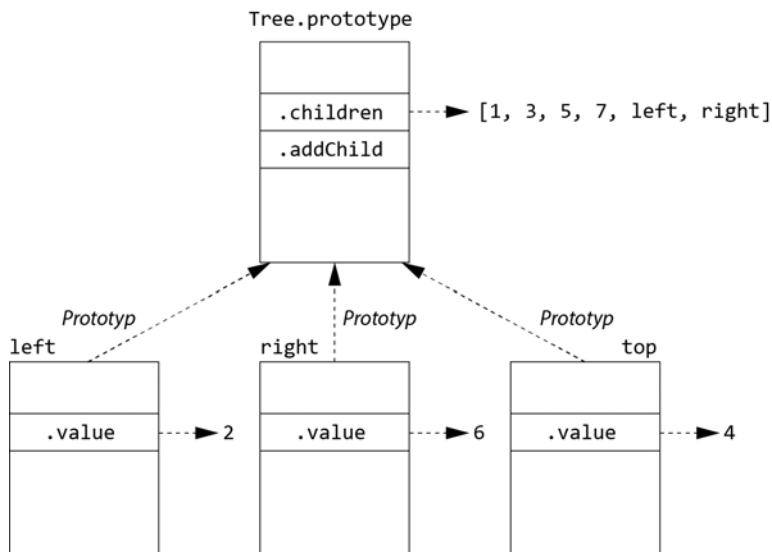 Tree.prototype
.children
[1, 3, 5, 7, left, right]
.addChild
Prototyp
Prototyp
Prototyp
left
right
top
.value
2
.value
6
.value
4